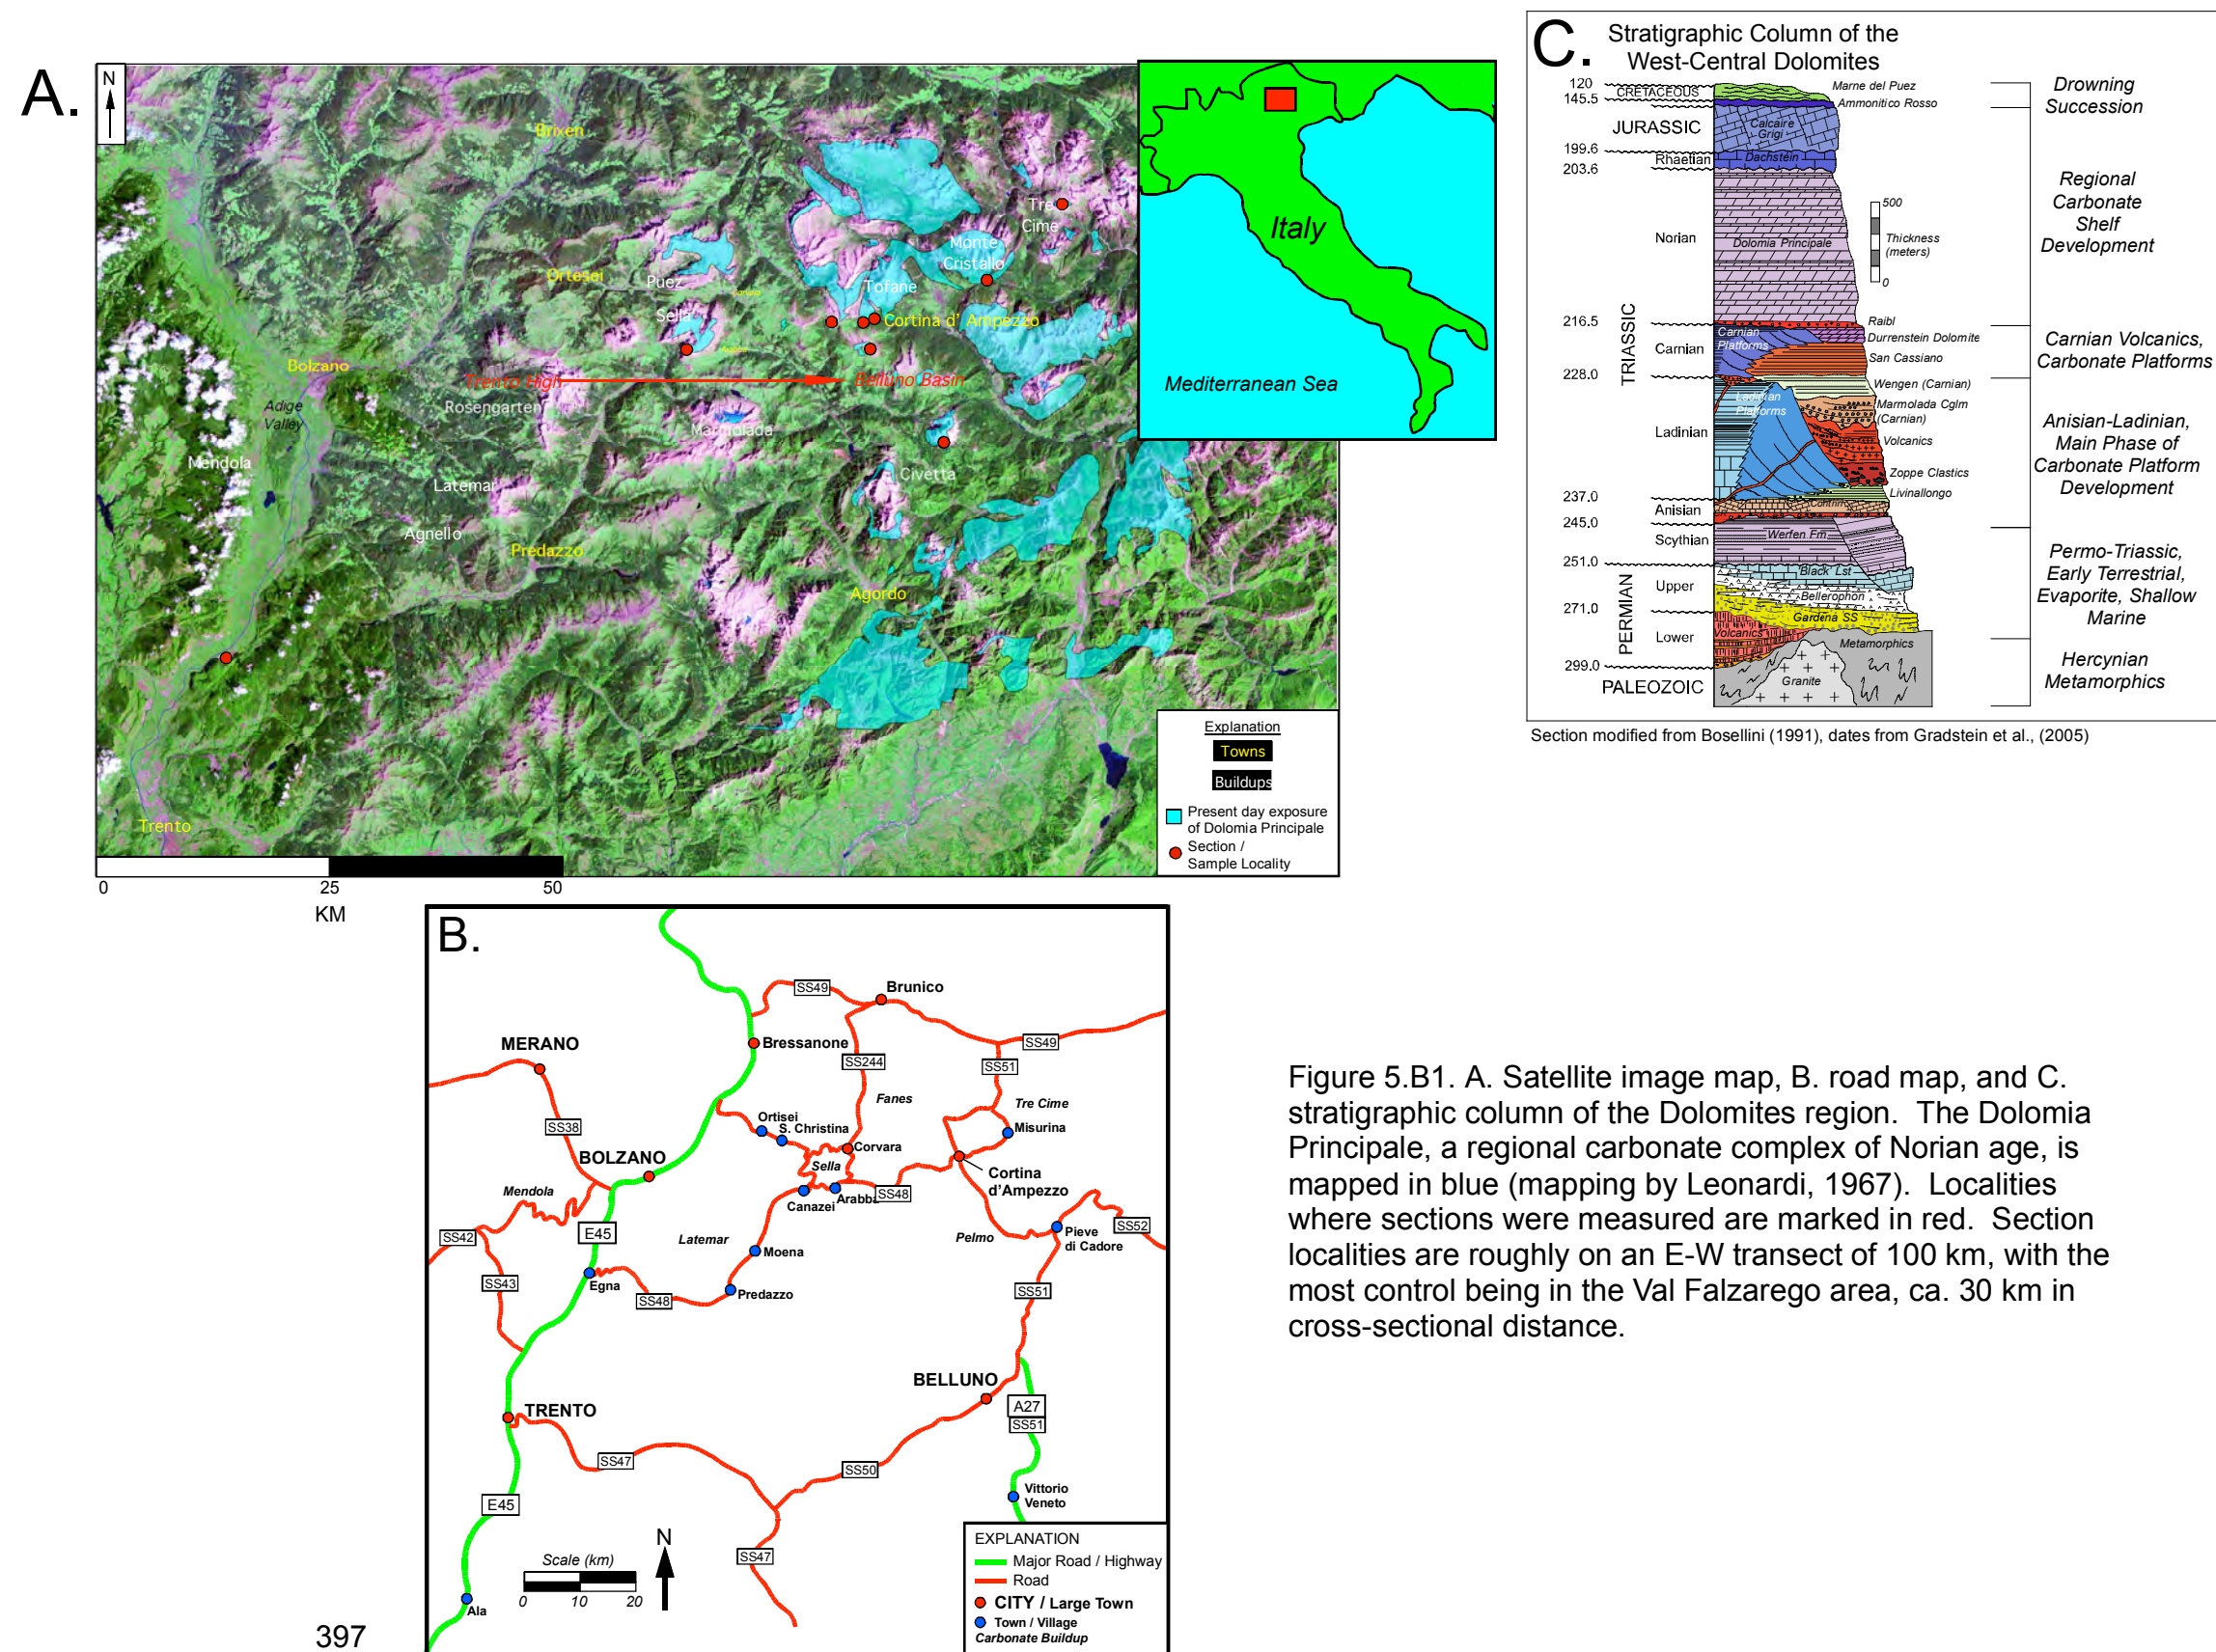 A.
N
Brixen
Tre
Cime
Monte
Cristallo
Ortesei
Puez
Tofane
Sella
Cortina d' Ampezzo
Bolzano
Trento High
Belluno Basin
Rosengarten
Adige
Valley
Marmolada
Mendola
Civetta
Latemar
Agnello
Predazzo
Agordo
Trento
Explanation
Towns
Buildups
Present day exposure
of Dolomia Principale
Section /
Sample Locality
0
25
50
KM
Italy
Mediterranean Sea
C.
Stratigraphic Column of the
West-Central Dolomites
120
CRETACEOUS
145.5
JURASSIC
199.6
Rhaetian
203.6
Norian
TRIASSIC
216.5
Carnian
228.0
Ladinian
237.0
Anisian
245.0
Scythian
251.0
PERMIAN
Upper
271.0
Lower
299.0
PALEOZOIC
Marne del Puez
Ammonitico Rosso
Calcaire
Grigi
Dachstein
Dolomia Principale
500
Thickness
(meters)
0
Raibl
Carnian
Platforms
Durrenstein Dolomite
San Cassiano
Wengen (Carnian)
Ladinian
Platforms
Marmolada Cglm
(Carnian)
Volcanics
Zoppe Clastics
Livinallongo
Contrin
Werfen Fm
Black Lst
Bellerophon
Gardena SS
Volcanics
Metamorphics
Granite
Drowning
Succession
Regional
Carbonate
Shelf
Development
Carnian Volcanics,
Carbonate Platforms
Anisian-Ladinian,
Main Phase of
Carbonate Platform
Development
Permo-Triassic,
Early Terrestrial,
Evaporite, Shallow
Marine
Hercynian
Metamorphics
Section modified from Bosellini (1991), dates from Gradstein et al., (2005)
B.
SS49
Brunico
MERANO
Bressanone
SS49
SS244
SS51
Fanes
Tre Cime
SS38
Ortisei
S. Christina
Misurina
BOLZANO
Corvara
Sella
Cortina
d'Ampezzo
Mendola
Canazei
Arabba
SS48
SS42
E45
Latemar
Moena
Pelmo
Pieve
di Cadore
SS52
SS43
Egna
SS48
Predazzo
SS51
BELLUNO
A27
SS51
TRENTO
SS47
SS50
Vittorio
Veneto
E45
SS47
Scale (km)
0
10
20
N
Ala
EXPLANATION
Major Road / Highway
Road
CITY / Large Town
Town / Village
Carbonate Buildup
Figure 5.B1. A. Satellite image map, B. road map, and C.
stratigraphic column of the Dolomites region. The Dolomia
Principale, a regional carbonate complex of Norian age, is
mapped in blue (mapping by Leonardi, 1967). Localities
where sections were measured are marked in red. Section
localities are roughly on an E-W transect of 100 km, with the
most control being in the Val Falzarego area, ca. 30 km in
cross-sectional distance.
397